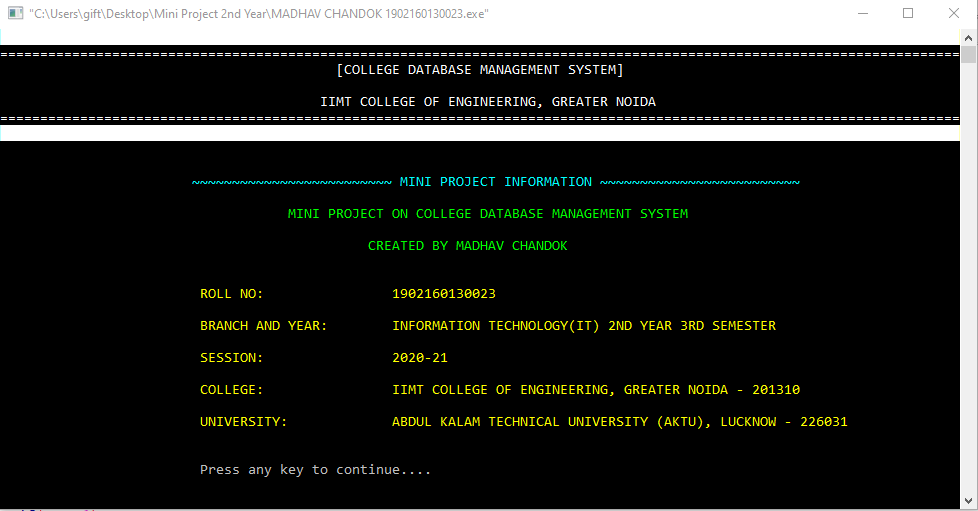 "C:\Users\gift\Desktop\Mini Project 2nd Year\MADHAV CHANDOK 1902160130023.exe"
[COLLEGE DATABASE MANAGEMENT SYSTEM]
IIMT COLLEGE OF ENGINEERING, GREATER NOIDA
~~~~~~~~~~~~~~~~~~~~~~~~~ MINI PROJECT INFORMATION ~~~~~~~~~~~~~~~~~~~~~~~~~
MINI PROJECT ON COLLEGE DATABASE MANAGEMENT SYSTEM
CREATED BY MADHAV CHANDOK
ROLL NO: 1902160130023
BRANCH AND YEAR: INFORMATION TECHNOLOGY(IT) 2ND YEAR 3RD SEMESTER
SESSION: 2020-21
COLLEGE: IIMT COLLEGE OF ENGINEERING, GREATER NOIDA - 201310
UNIVERSITY: ABDUL KALAM TECHNICAL UNIVERSITY (AKTU), LUCKNOW - 226031
Press any key to continue....